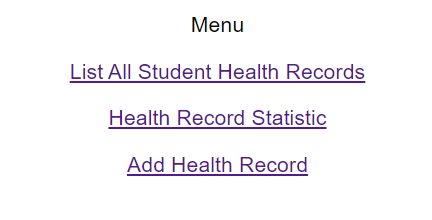 Menu
List All Student Health Records
Health Record Statistic
Add Health Record